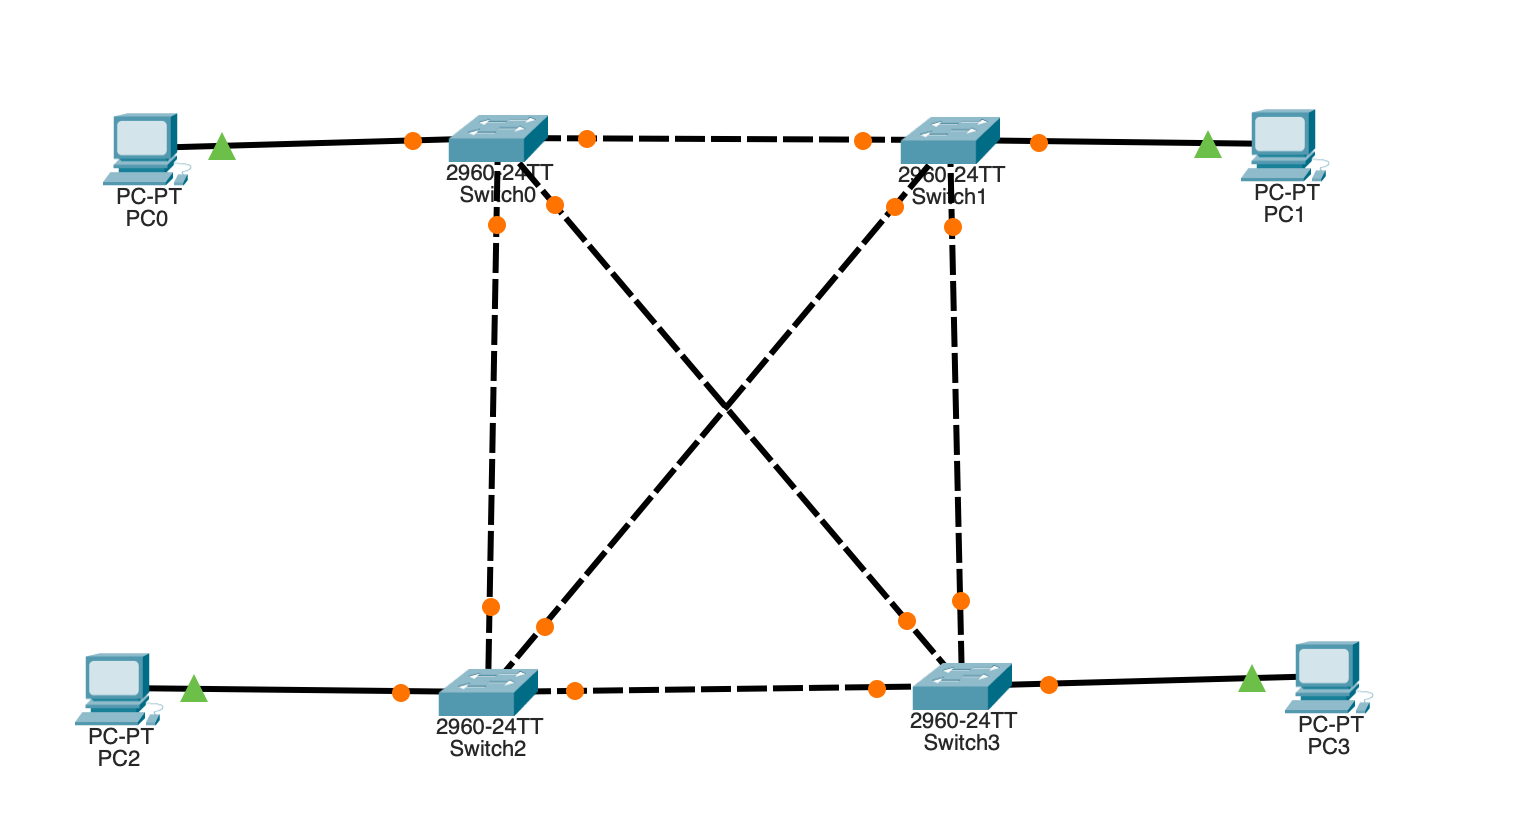 PC-PT
PC0
2960-24TT
Switch0
2960-24TT
Switch1
PC-PT
PC1
PC-PT
PC2
2960-24TT
Switch2
2960-24TT
Switch3
PC-PT
PC3